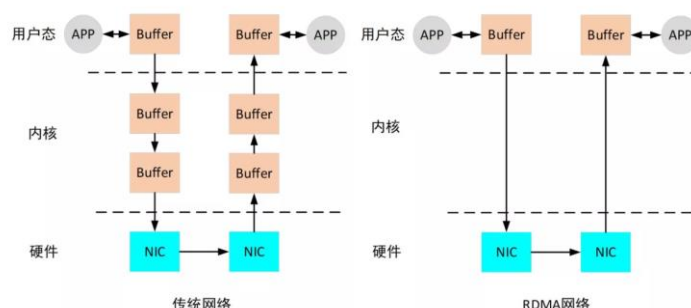 用户态 APP Buffer Buffer APP
内核 Buffer Buffer
Buffer Buffer
硬件 NIC NIC
传统网络
用户态 APP Buffer Buffer APP
内核
硬件 NIC NIC
RDMA网络